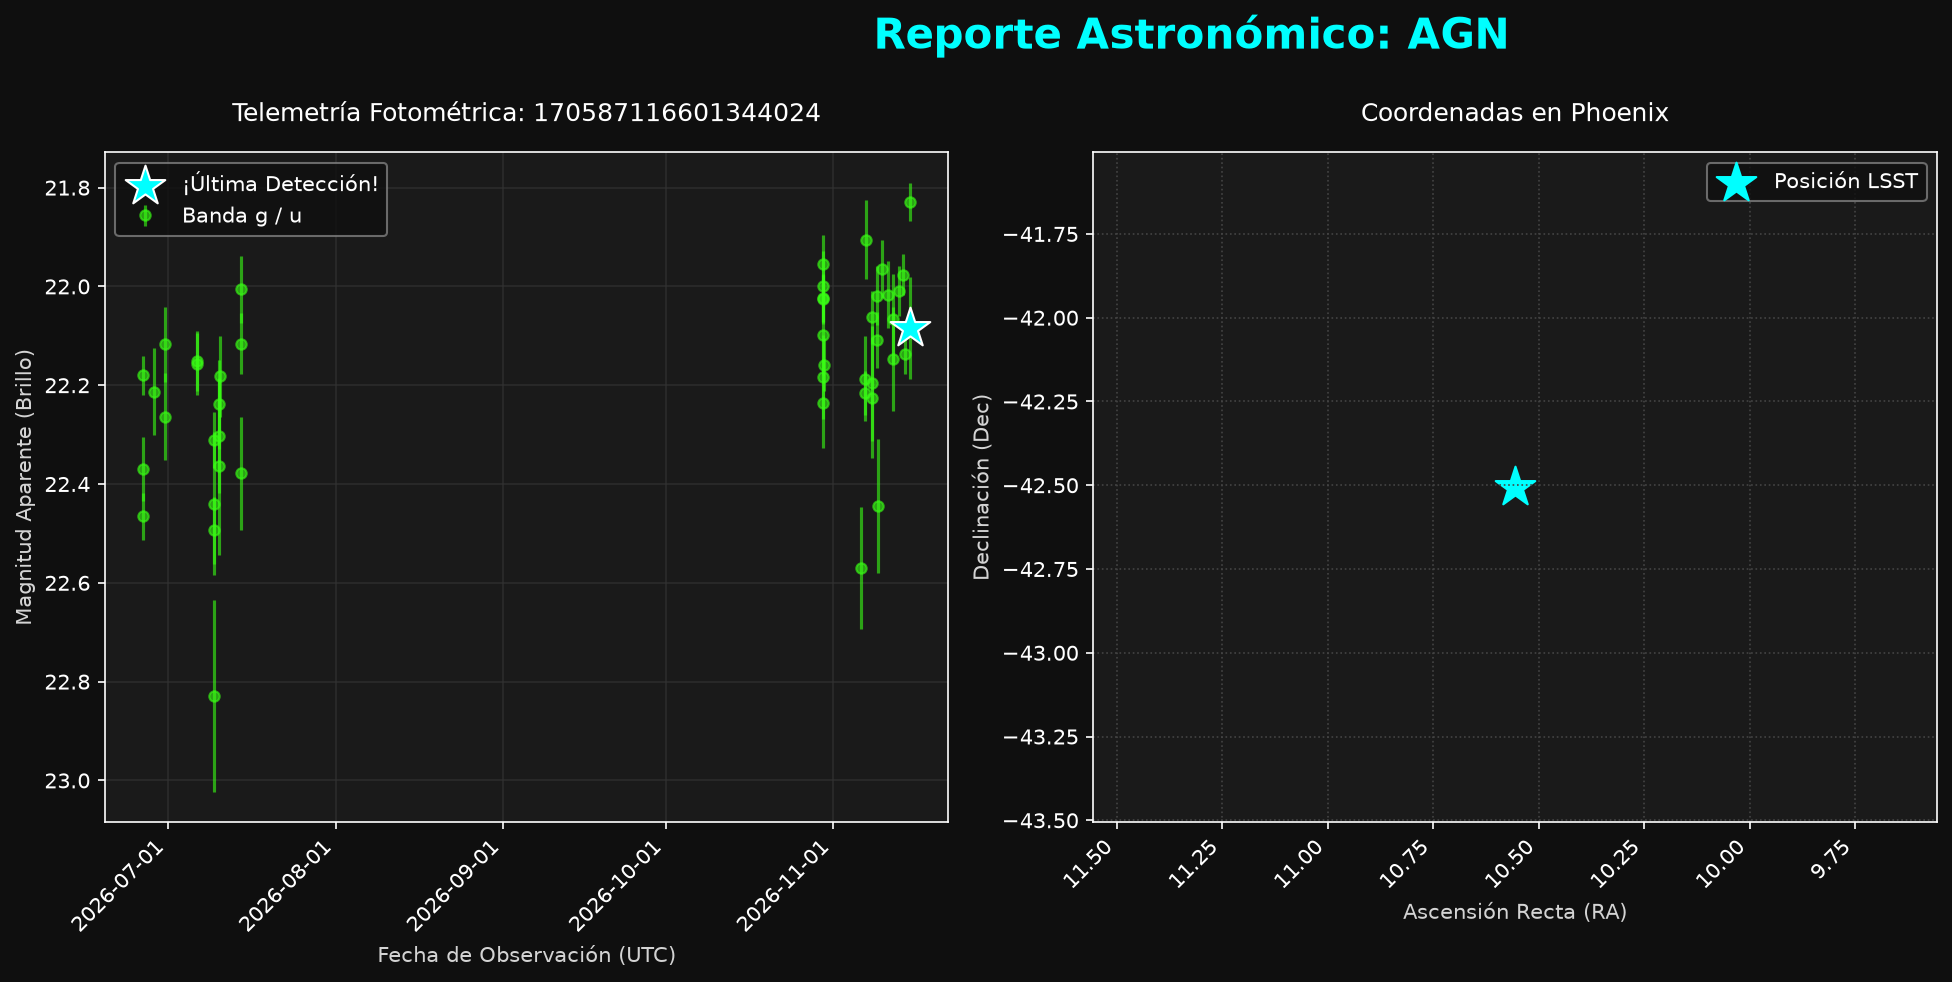 Reporte Astronómico: AGN
Telemetría Fotométrica: 170587116601344024
¡Última Detección!
Banda g / u
Magnitud Aparente (Brillo)
21.8
22.0
22.2
22.4
22.6
22.8
23.0
2026-07-01
2026-08-01
2026-09-01
2026-10-01
2026-11-01
Fecha de Observación (UTC)
Coordenadas en Phoenix
Posición LSST
Declinación (Dec)
−41.75
−42.00
−42.25
−42.50
−42.75
−43.00
−43.25
−43.50
11.50
11.25
11.00
10.75
10.50
10.25
10.00
9.75
Ascensión Recta (RA)